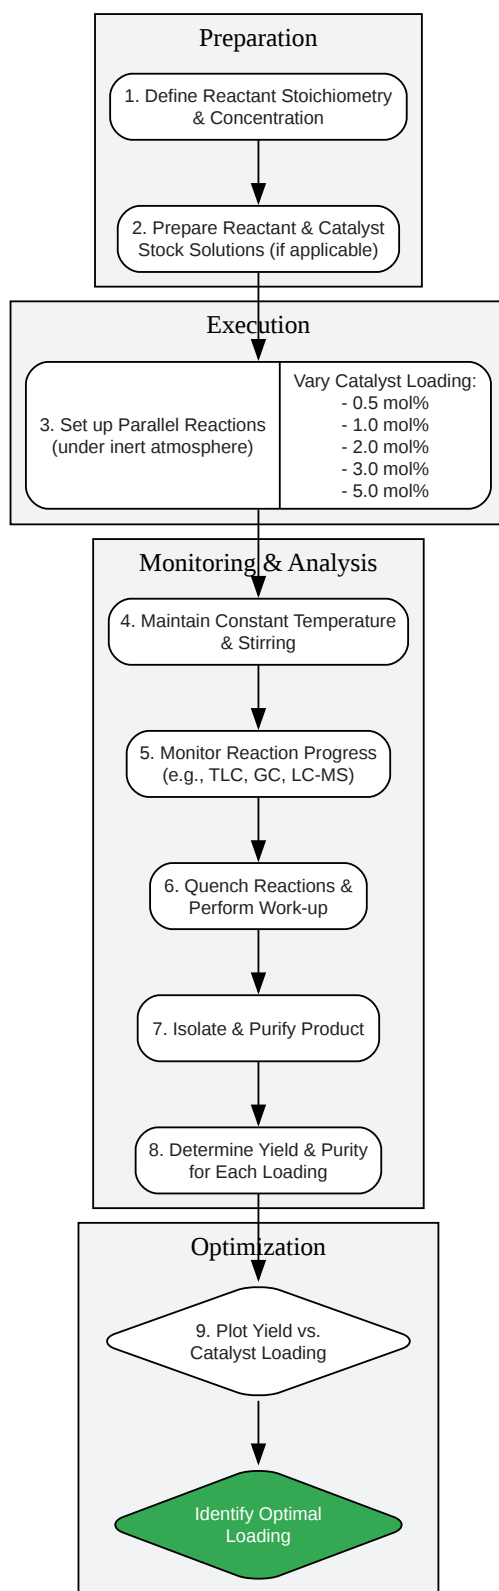 Preparation
1. Define Reactant Stoichiometry
& Concentration
2. Prepare Reactant & Catalyst
Stock Solutions (if applicable)
Execution
3. Set up Parallel Reactions
(under inert atmosphere)
Vary Catalyst Loading:
- 0.5 mol%
- 1.0 mol%
- 2.0 mol%
- 3.0 mol%
- 5.0 mol%
Monitoring & Analysis
4. Maintain Constant Temperature
& Stirring
5. Monitor Reaction Progress
(e.g., TLC, GC, LC-MS)
6. Quench Reactions &
Perform Work-up
7. Isolate & Purify Product
8. Determine Yield & Purity
for Each Loading
Optimization
9. Plot Yield vs.
Catalyst Loading
Identify Optimal
Loading